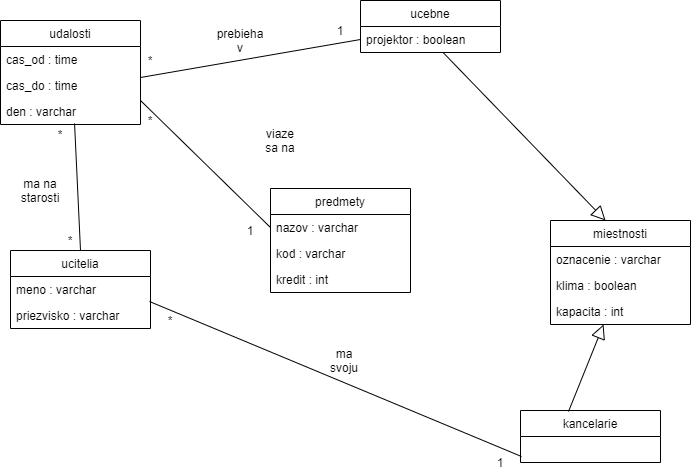 udalosti
cas_od : time
cas_do : time
den : varchar
*
*
*
prebieha
v
1
ucebne
projektor : boolean
viaze
sa na
1
predmety
nazov : varchar
kod : varchar
kredit : int
ma na
starosti
*
ucitelia
meno : varchar
priezvisko : varchar
*
miestnosti
oznacenie : varchar
klima : boolean
kapacita : int
ma
svoju
1
kancelarie